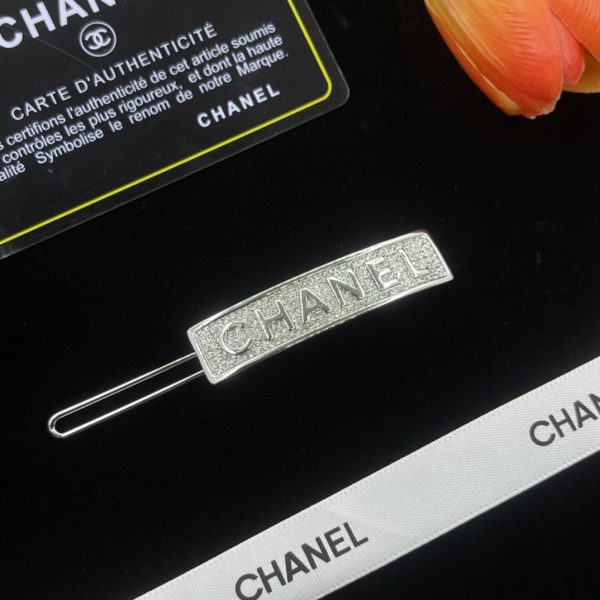 CHANEL
CARTE D'AUTHENTICITÉ
certifions l'authenticité de cet article soumis
contrôles les plus rigoureux, et dont la haute
alité Symbolise le renom de notre Marque.
CHANEL
CHANEL
CHAN
CHANEL